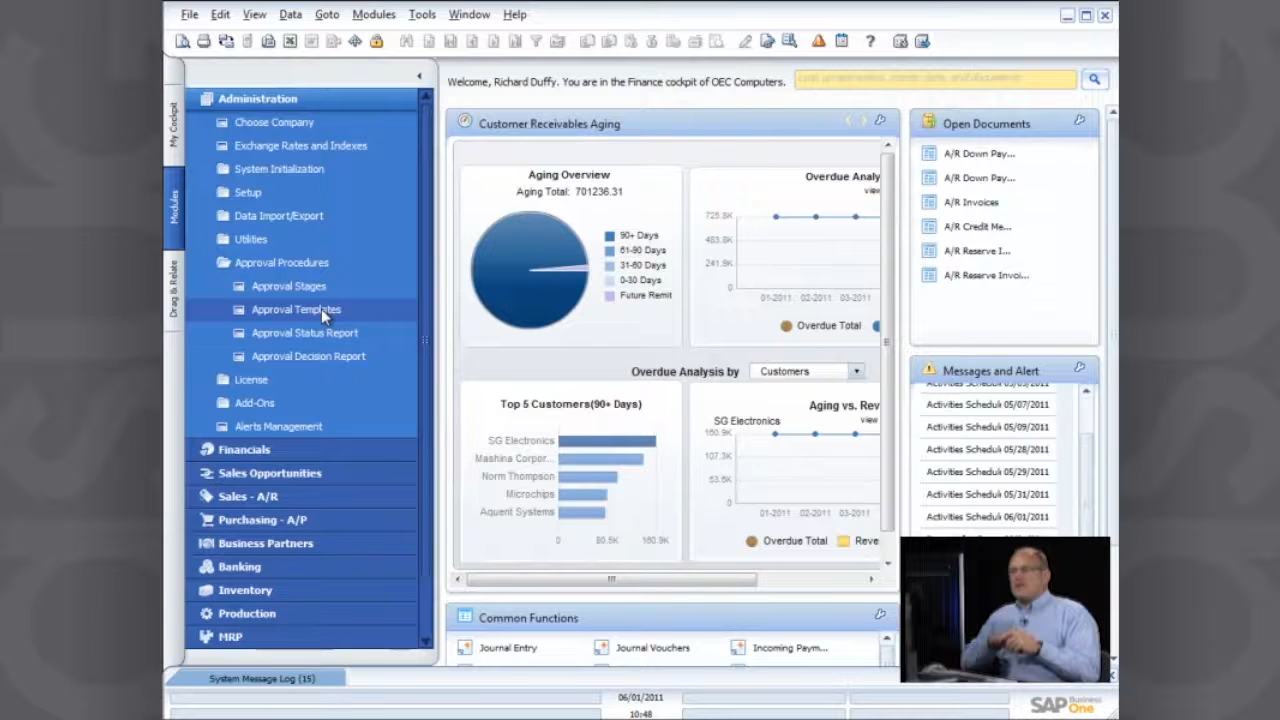 File Edit View Data Goto Modules Tools Window Help
Welcome, Richard Duffy. You are in the Finance cockpit of OEC Computers.
My Cockpit
Modules
Drag & Relate
Administration
Choose Company
Exchange Rates and Indexes
System Initialization
Setup
Data Import/Export
Utilities
Approval Procedures
Approval Stages
Approval Templates
Approval Status Report
Approval Decision Report
License
Add-Ons
Alerts Management
Financials
Sales Opportunities
Sales - A/R
Purchasing - A/P
Business Partners
Banking
Inventory
Production
MRP
Customer Receivables Aging
Aging Overview
Aging Total: 701236.31
90+ Days
61-90 Days
31-60 Days
0-30 Days
Future Remit
Overdue Analy
view
725.8K
483.8K
241.9K
0
01-2011 02-2011 03-2011
Overdue Total
Overdue Analysis by Customers
Top 5 Customers(90+ Days)
SG Electronics
Mashina Corpor...
Norm Thompson
Microchips
Aquent Systems
0 80.5K 160.9K
Aging vs. Rev
SG Electronics view
160.9K
107.3K
53.6K
0
01-2011 02-2011 03-2011
Overdue Total Reve
Open Documents
A/R Down Pay...
A/R Down Pay...
A/R Invoices
A/R Credit Me...
A/R Reserve I...
A/R Reserve Invoi...
Messages and Alert
Activities Schedul 05/03/2011
Activities Schedul 05/07/2011
Activities Schedul 05/09/2011
Activities Schedul 05/28/2011
Activities Schedul 05/29/2011
Activities Schedul 05/31/2011
Activities Schedul 06/01/2011
Common Functions
Journal Entry
Journal Vouchers
Incoming Paym...
System Message Log (15)
06/01/2011
10:48
SAP Business One